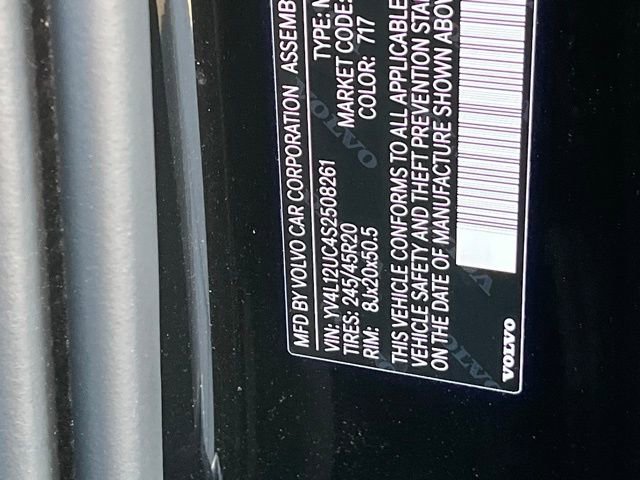 MFD BY VOLVO CAR CORPORATION ASSEMB
VIN: YV4L12UC4S2508261 TYPE:
TIRES: 245/45R20 MARKET CODE:
RIM: 8Jx20x50.5 COLOR: 717
THIS VEHICLE CONFORMS TO ALL APPLICABLE
VEHICLE SAFETY AND THEFT PREVENTION STA
ON THE DATE OF MANUFACTURE SHOWN ABOV
VOLVO
VOLVO
VOLVO